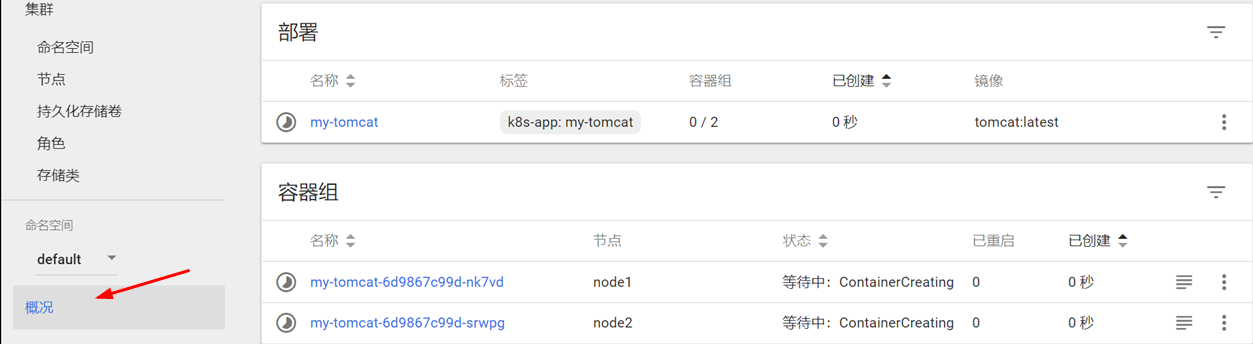 集群
命名空间
节点
持久化存储卷
角色
存储类
命名空间
default
概况
部署
名称 标签 容器组 已创建 镜像
my-tomcat k8s-app: my-tomcat 0 / 2 0 秒 tomcat:latest
容器组
名称 节点 状态 已重启 已创建
my-tomcat-6d9867c99d-nk7vd node1 等待中：ContainerCreating 0 0 秒
my-tomcat-6d9867c99d-srwpg node2 等待中：ContainerCreating 0 0 秒